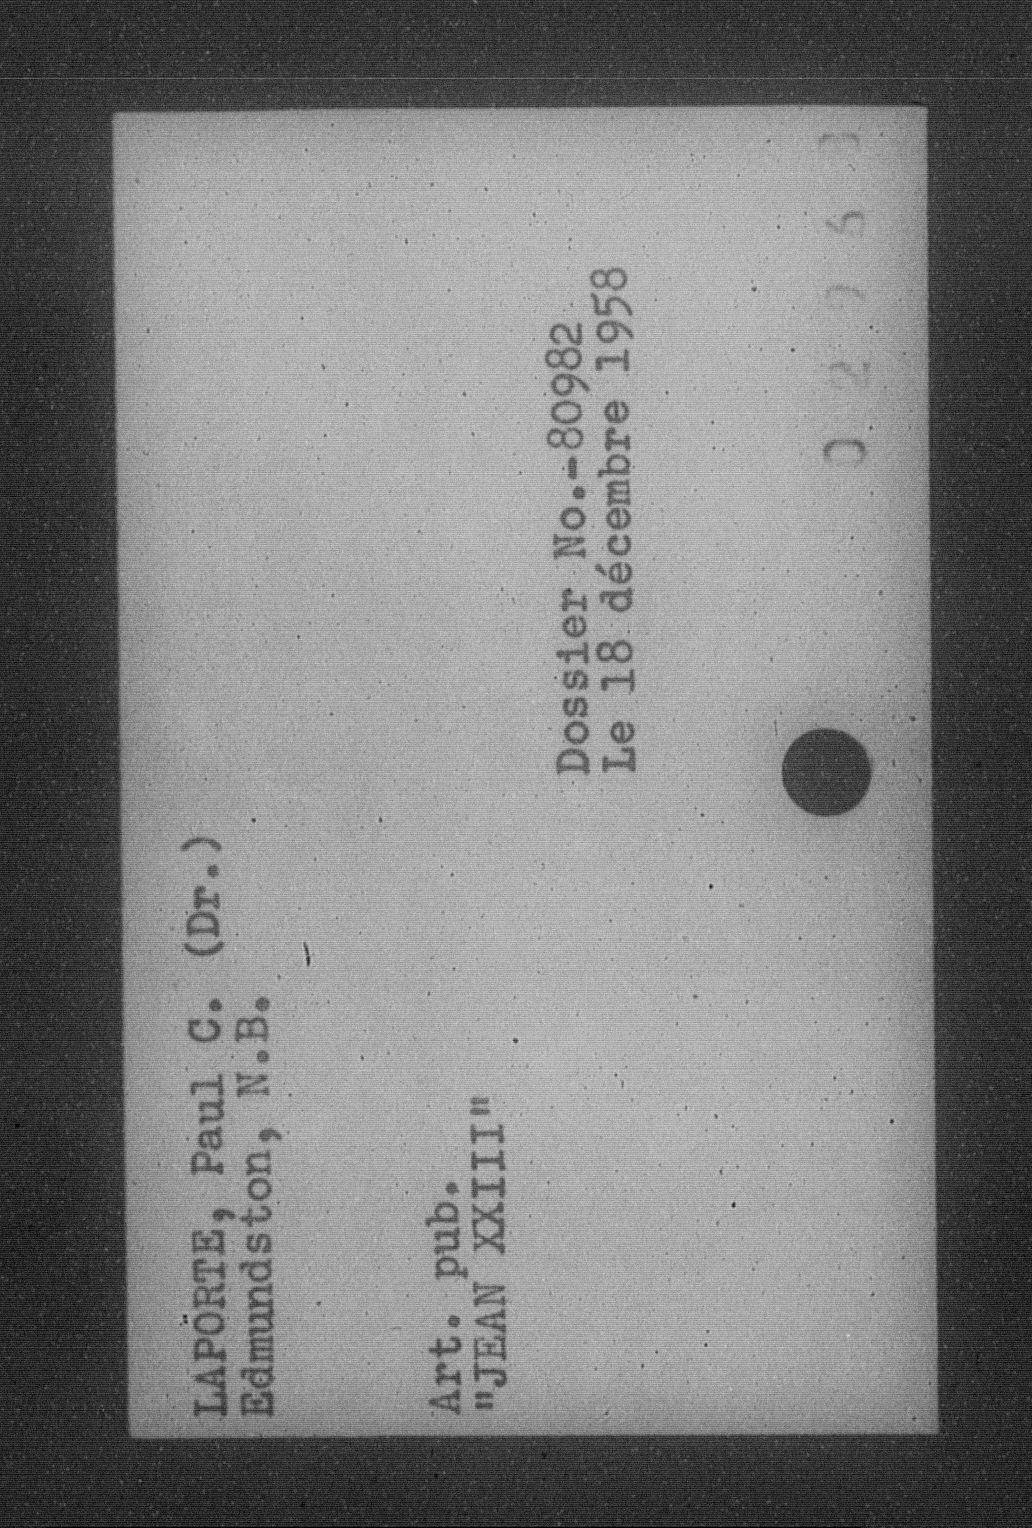 LAPORTE, Paul C. (Dr.)
Edmundston, N.B.
Art. pub.
"JEAN XXIII"
Dossier No.-80982
Le 18 décembre 1958